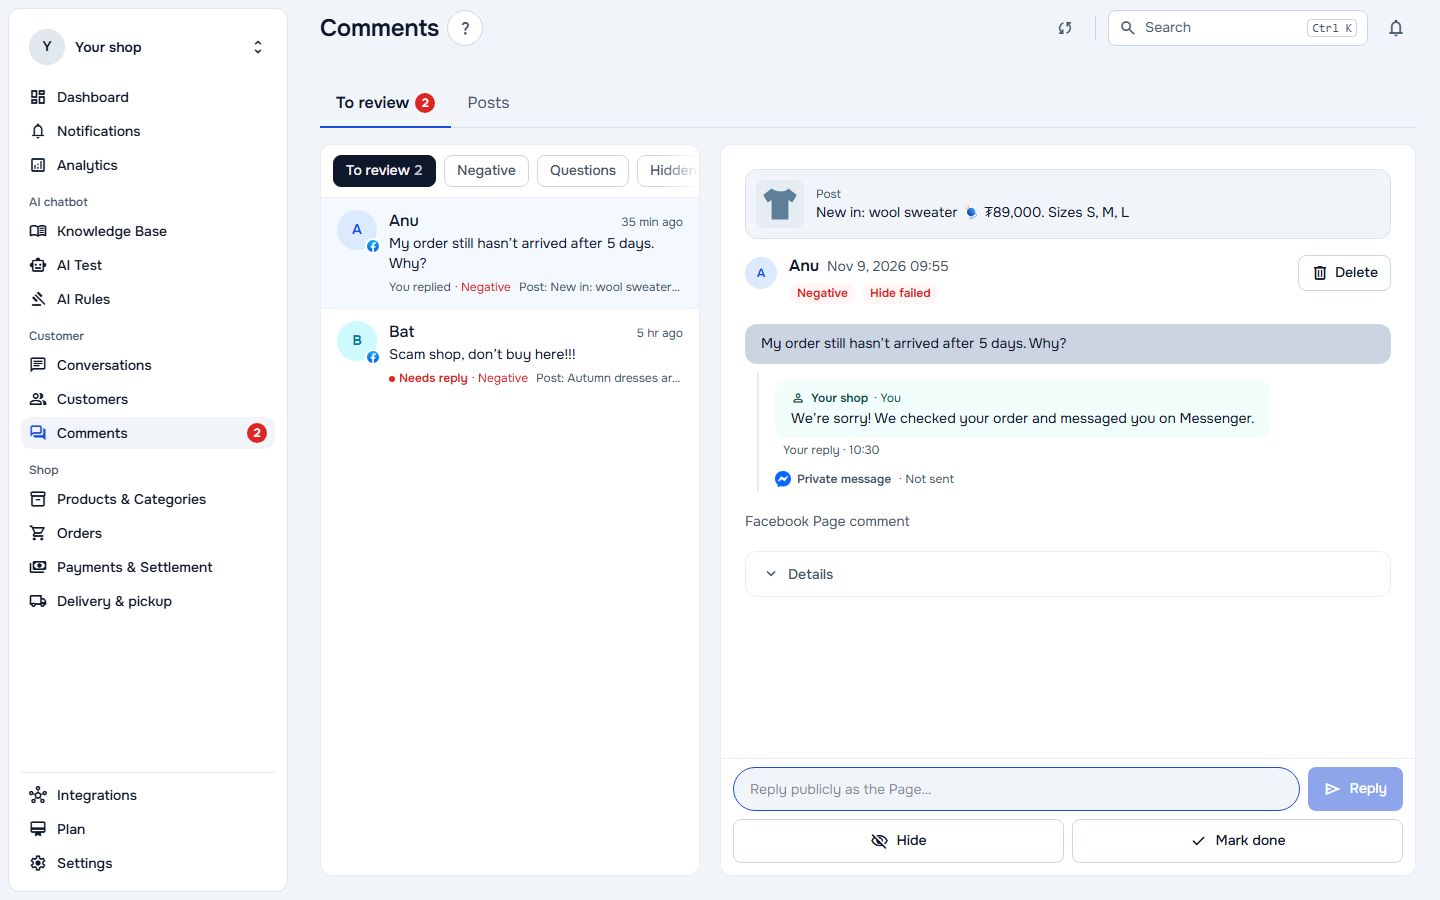 Y
Your shop
Dashboard
Notifications
Analytics
AI chatbot
Knowledge Base
AI Test
AI Rules
Customer
Conversations
Customers
Comments 2
Shop
Products & Categories
Orders
Payments & Settlement
Delivery & pickup
Integrations
Plan
Settings
Comments ?
Search Ctrl K
To review 2 Posts
To review 2 Negative Questions Hidden
A Anu 35 min ago
My order still hasn't arrived after 5 days.
Why?
You replied · Negative Post: New in: wool sweater...
B Bat 5 hr ago
Scam shop, don't buy here!!!
Needs reply · Negative Post: Autumn dresses ar...
Post
New in: wool sweater ₮89,000. Sizes S, M, L
A Anu Nov 9, 2026 09:55
Negative Hide failed
Delete
My order still hasn't arrived after 5 days. Why?
Your shop · You
We're sorry! We checked your order and messaged you on Messenger.
Your reply · 10:30
Private message · Not sent
Facebook Page comment
Details
Reply publicly as the Page...
Reply
Hide
Mark done